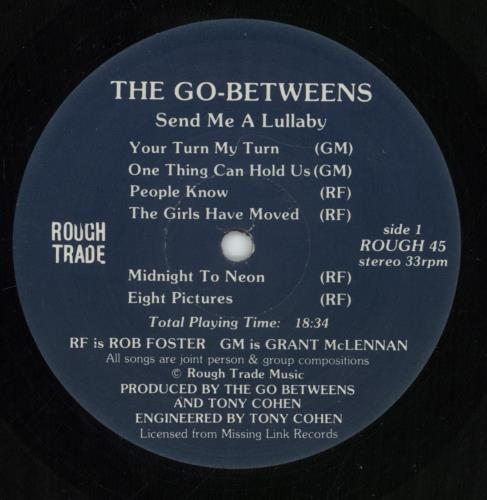 THE GO-BETWEENS
Send Me A Lullaby
Your Turn My Turn (GM)
One Thing Can Hold Us (GM)
People Know (RF)
The Girls Have Moved (RF)
ROUGH
TRADE
side 1
ROUGH 45
stereo 33rpm
Midnight To Neon (RF)
Eight Pictures (RF)
Total Playing Time: 18:34
RF is ROB FOSTER GM is GRANT McLENNAN
All songs are joint person & group compositions
© Rough Trade Music
PRODUCED BY THE GO BETWEENS
AND TONY COHEN
ENGINEERED BY TONY COHEN
Licensed from Missing Link Records